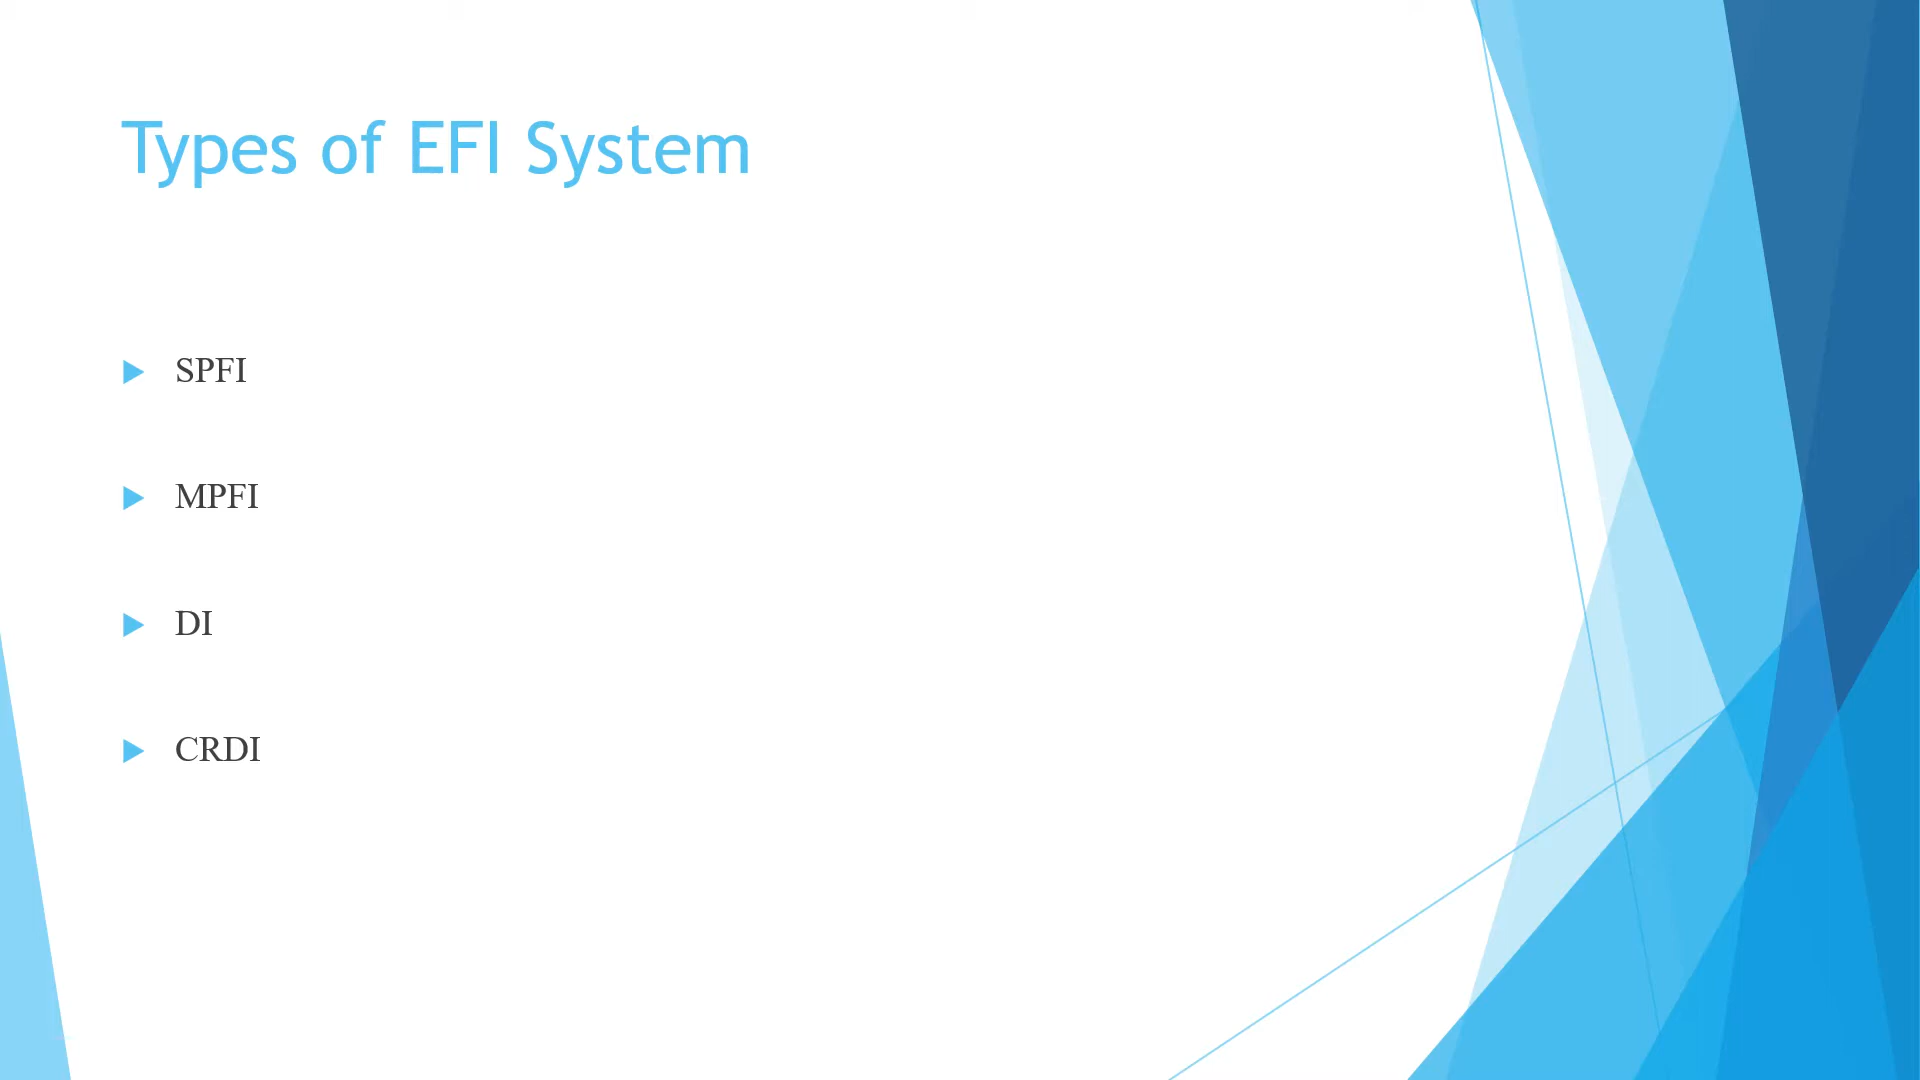 Types of EFI System
SPFI
MPFI
DI
CRDI